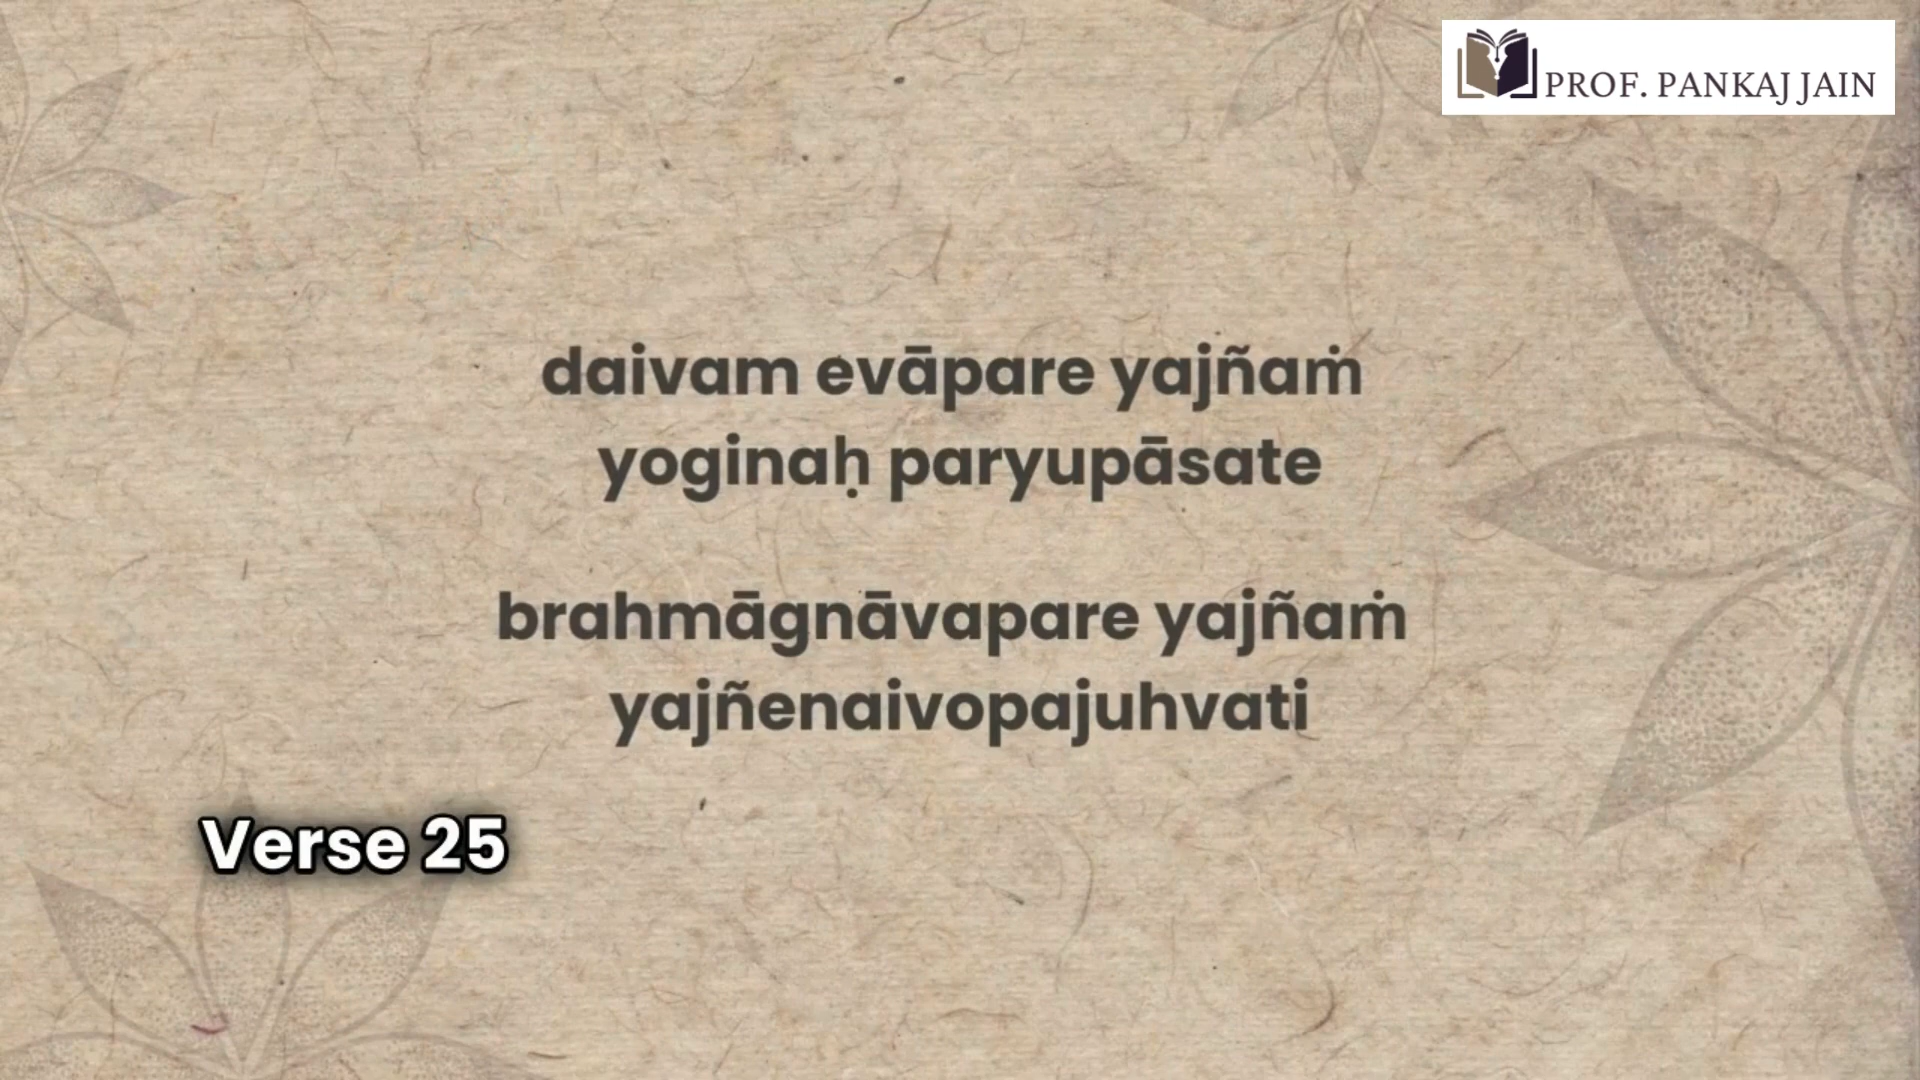 PROF. PANKAJ JAIN
daivam evāpare yajñaṁ
yoginaḥ paryupāsate
brahmāgnāvapare yajñaṁ
yajñenaivopajuhvati
Verse 25